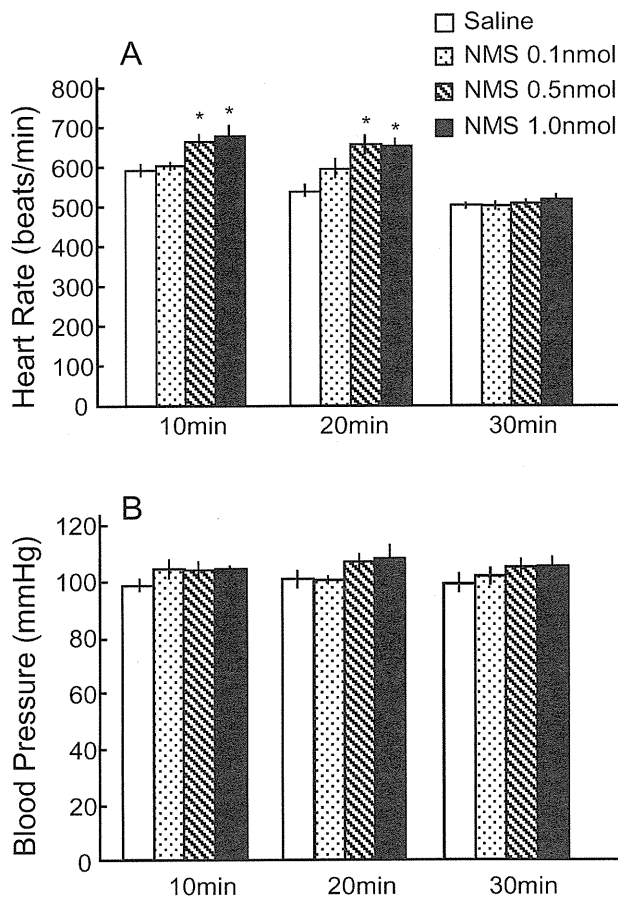 Saline
NMS 0.1nmol
NMS 0.5nmol
NMS 1.0nmol
A
800
700
600
500
400
300
200
100
0
Heart Rate (beats/min)
* *
* *
10min 20min 30min
B
120
100
80
60
40
20
0
Blood Pressure (mmHg)
10min 20min 30min